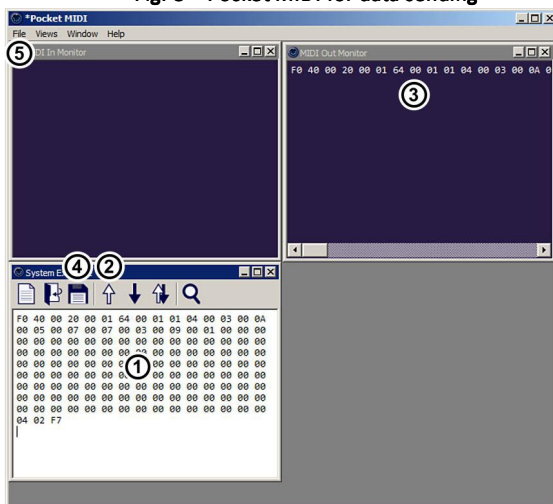 Fig. 3 – Pocket MIDI for data sending
*Pocket MIDI
File Views Window Help
5
IDI In Monitor
MIDI Out Monitor
F0 40 00 20 00 01 64 00 01 01 04 00 03 00 0A 0
3
System E
4
2
F0 40 00 20 00 01 64 00 01 01 04 00 03 00 0A
00 05 00 07 00 07 00 03 00 09 00 01 00 00 00
00 00 00 00 00 00 00 00 00 00 00 00 00 00 00
00 00 00 00 00 00 00 00 00 00 00 00 00 00
00 00 00 00 00 00 00 0 00 00 00 00 00
00 00 00 00 00 00 00 0 00 00 00 00 00
00 00 00 00 00 00 00 00 00 00 00 00 00 00 00
00 00 00 00 00 00 00 00 00 00 00 00 00 00 00
00 00 00 00 00 00 00 00 00 00 00 00 00 00 00
04 02 F7
1